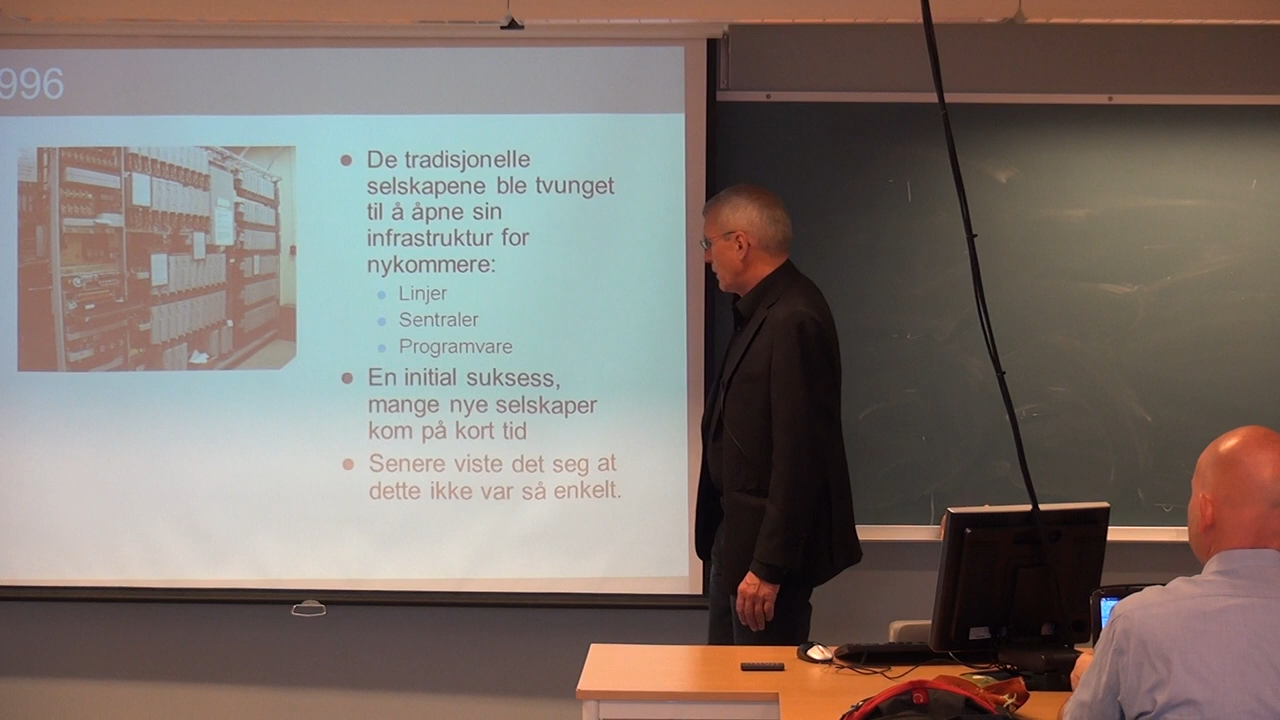 996
De tradisjonelle
selskapene ble tvunget
til å åpne sin
infrastruktur for
nykommere:
Linjer
Sentraler
Programvare
En initial suksess,
mange nye selskaper
kom på kort tid
Senere viste det seg at
dette ikke var så enkelt.